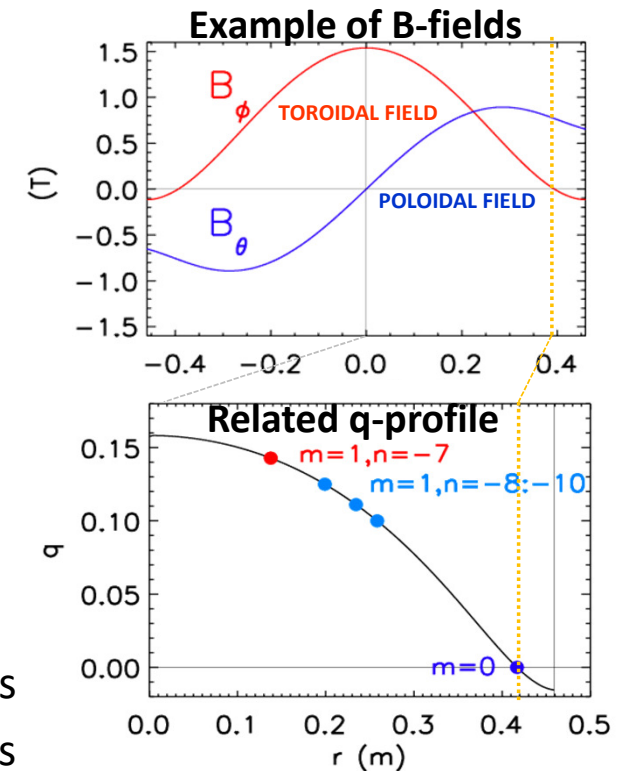 Example of B-fields
1.5
1.0
0.5
0.0
−0.5
−1.0
−1.5
(T)
Bϕ
TOROIDAL FIELD
POLOIDAL FIELD
Bθ
−0.4 −0.2 0.0 0.2 0.4
Related q-profile
0.15
0.10
0.05
0.00
q
m=1,n=−7
m=1,n=−8:−10
m=0
0.0 0.1 0.2 0.3 0.4 0.5
r (m)
s
s